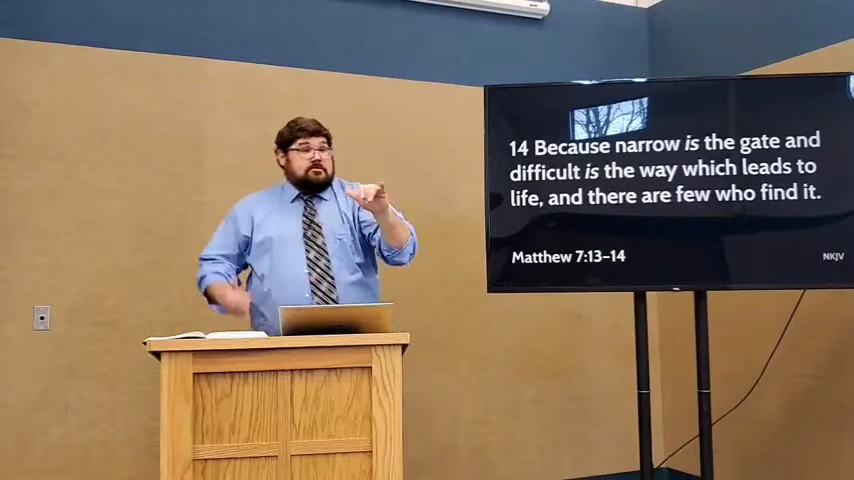 14 Because narrow is the gate and
difficult is the way which leads to
life, and there are few who find it.
Matthew 7:13-14
NKJV